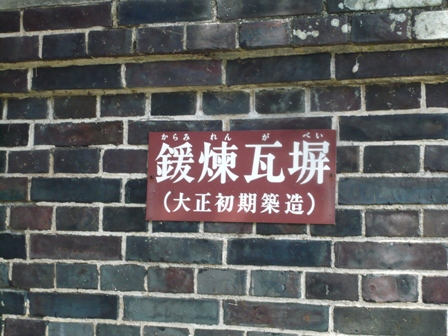 からみ れん が べい
鍰煉瓦塀
(大正初期築造)